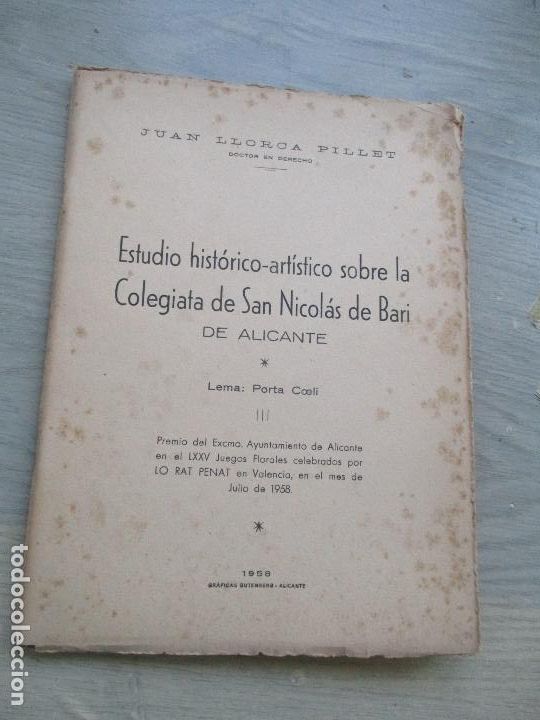 JUAN LLORCA PILLET
DOCTOR EN DERECHO
Estudio histórico-artístico sobre la
Colegiata de San Nicolás de Bari
DE ALICANTE
*
Lema: Porta Cœli
Premio del Excmo. Ayuntamiento de Alicante
en el LXXV Juegos Florales celebrados por
LO RAT PENAT en Valencia, en el mes de
Julio de 1958.
*
1958
GRÁFICAS GUTENBERG - ALICANTE
todocoleccion